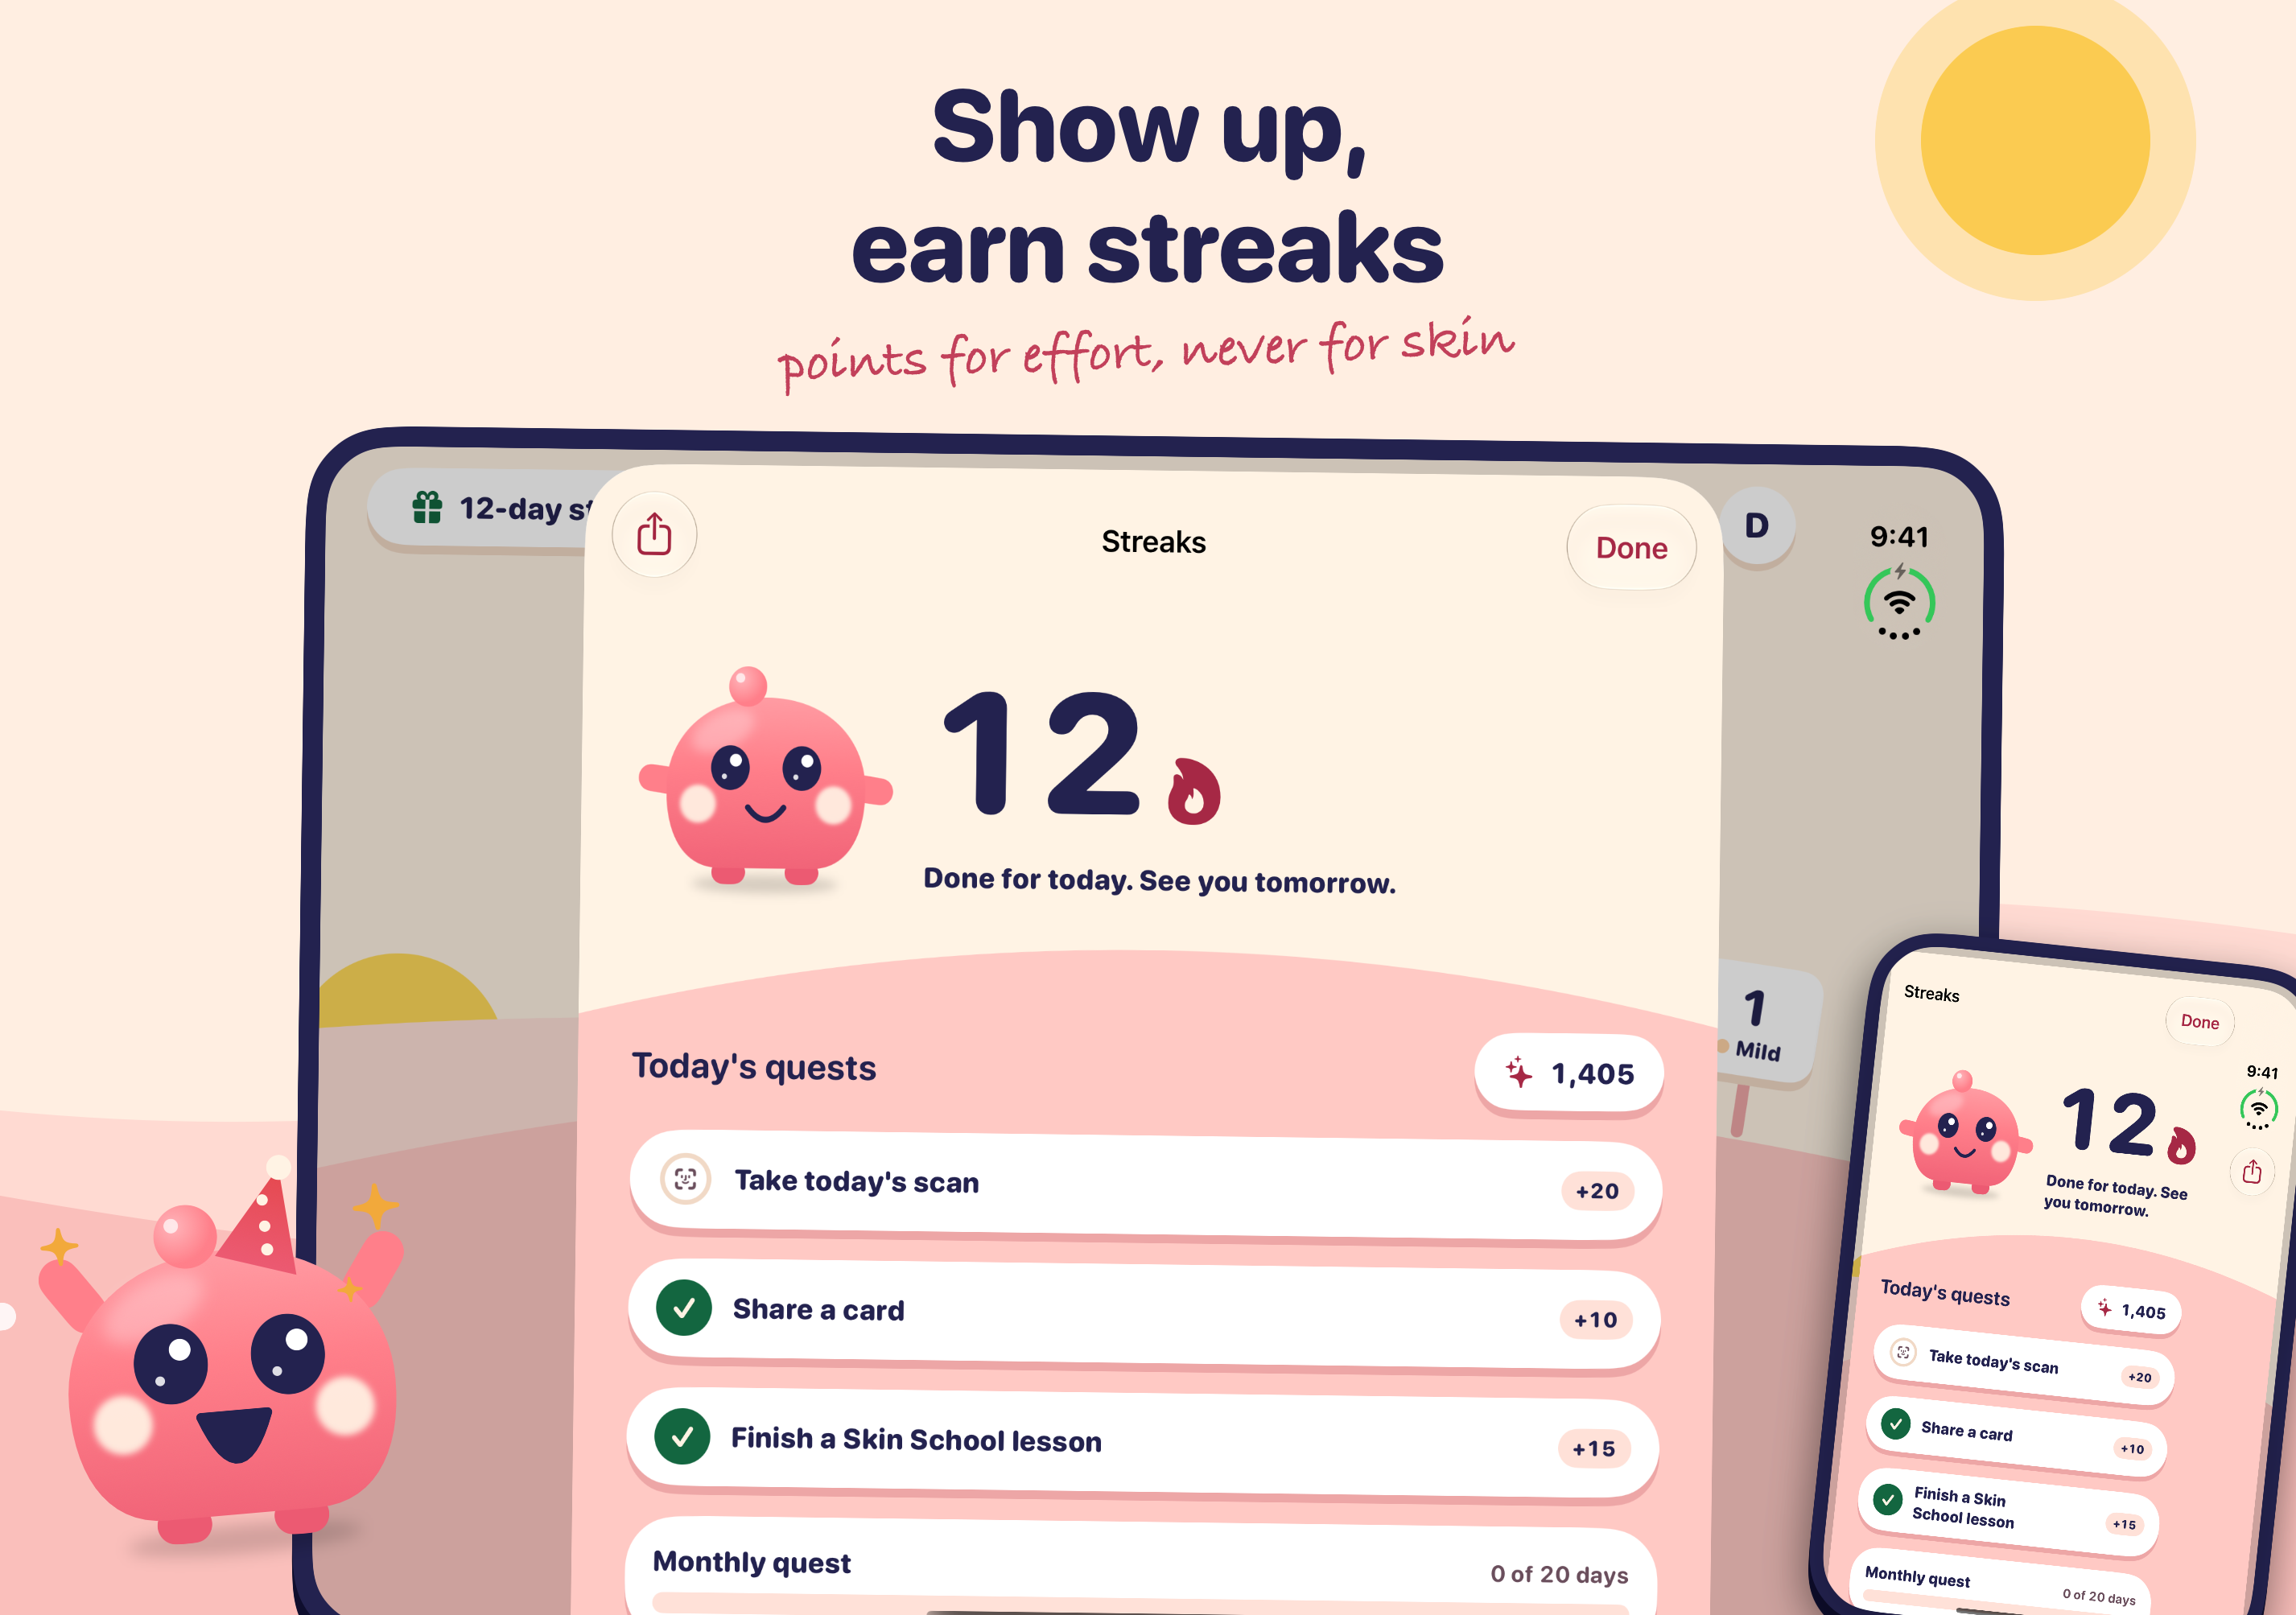 Show up,
earn streaks
points for effort, never for skin
12-day st
Streaks
Done
D
9:41
12
Done for today. See you tomorrow.
1
Mild
Today's quests
1,405
Take today's scan
+20
Share a card
+10
Finish a Skin School lesson
+15
Monthly quest
0 of 20 days
Streaks
Done
9:41
12
Done for today. See
you tomorrow.
Today's quests
1,405
Take today's scan
+20
Share a card
+10
Finish a Skin
School lesson
+15
Monthly quest
0 of 20 days